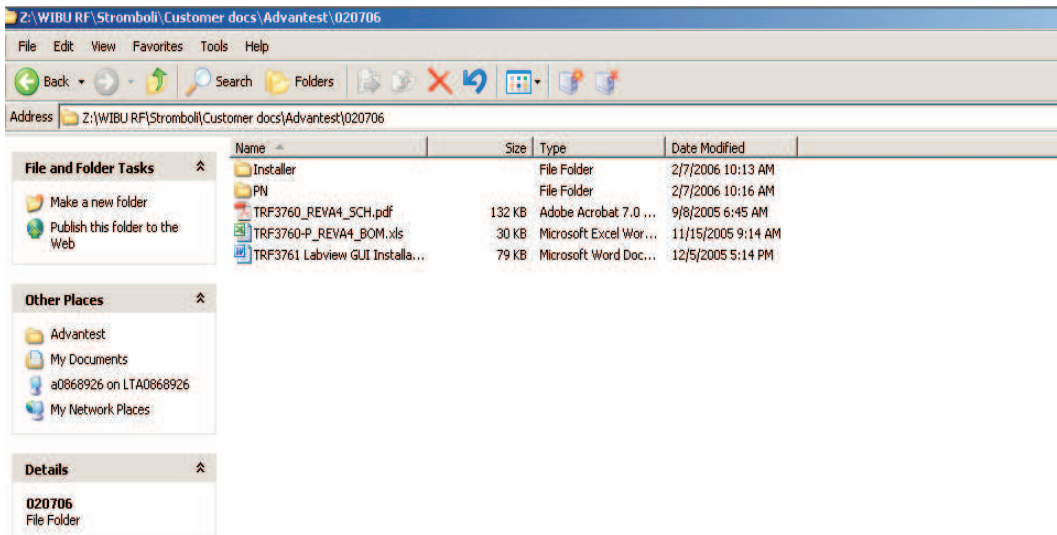 Z:\WIBU RF\Stromboli\Customer docs\Advantest\020706
File Edit View Favorites Tools Help
Back Search Folders
Address Z:\WIBU RF\Stromboli\Customer docs\Advantest\020706
Name Size Type Date Modified
File and Folder Tasks
Make a new folder
Publish this folder to the
Web
Other Places
Advantest
My Documents
a0868926 on LTA0868926
My Network Places
Details
020706
File Folder
Installer File Folder 2/7/2006 10:13 AM
PN File Folder 2/7/2006 10:16 AM
TRF3760_REVA4_SCH.pdf 132 KB Adobe Acrobat 7.0 ... 9/8/2005 6:45 AM
TRF3760-P_REVA4_BOM.xls 30 KB Microsoft Excel Wor... 11/15/2005 9:14 AM
TRF3761 Labview GUI Installa... 79 KB Microsoft Word Doc... 12/5/2005 5:14 PM